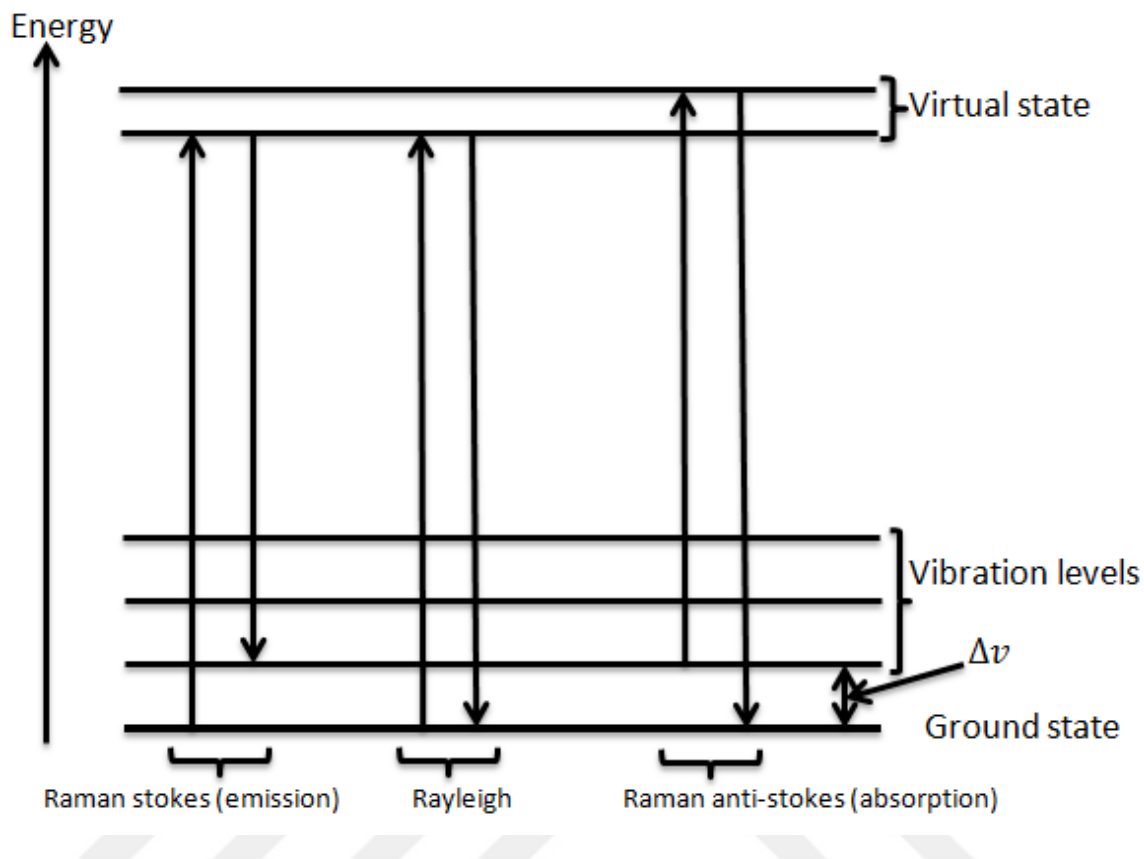 Energy
Virtual state
Vibration levels
Δv
Ground state
Raman stokes (emission)
Rayleigh
Raman anti-stokes (absorption)